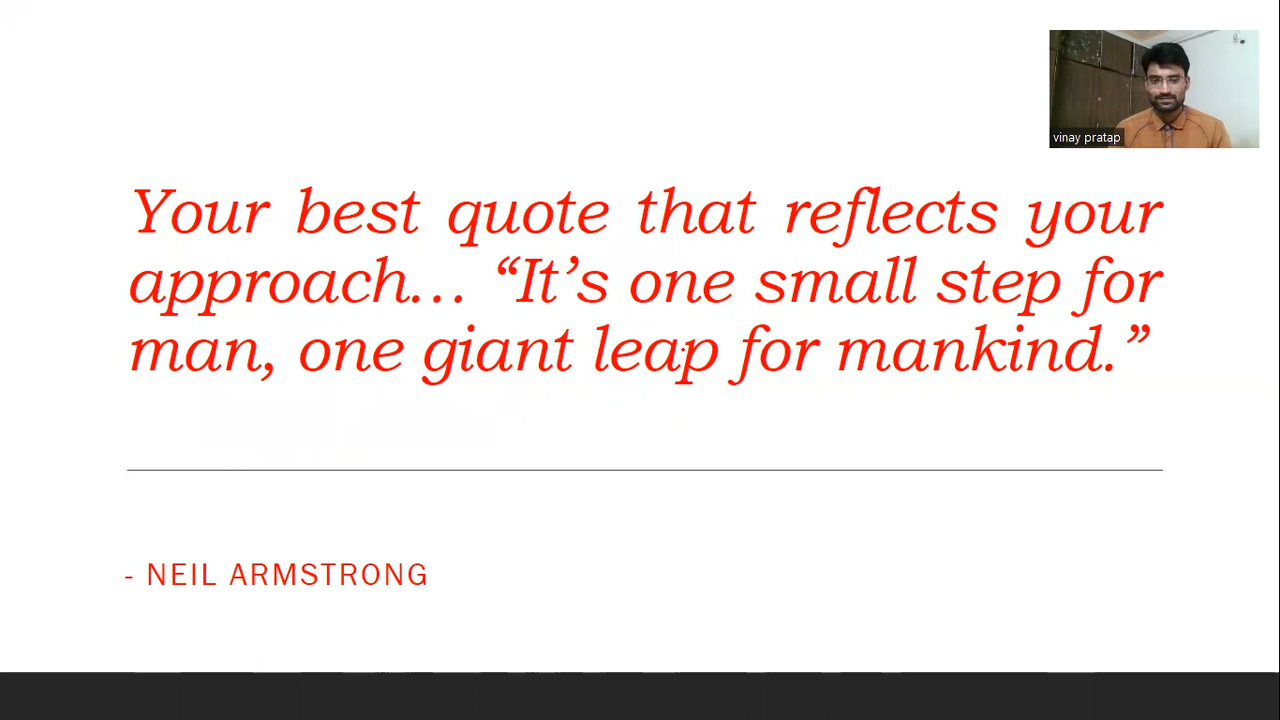 vinay pratap
Your best quote that reflects your
approach… “It’s one small step for
man, one giant leap for mankind.”
- NEIL ARMSTRONG